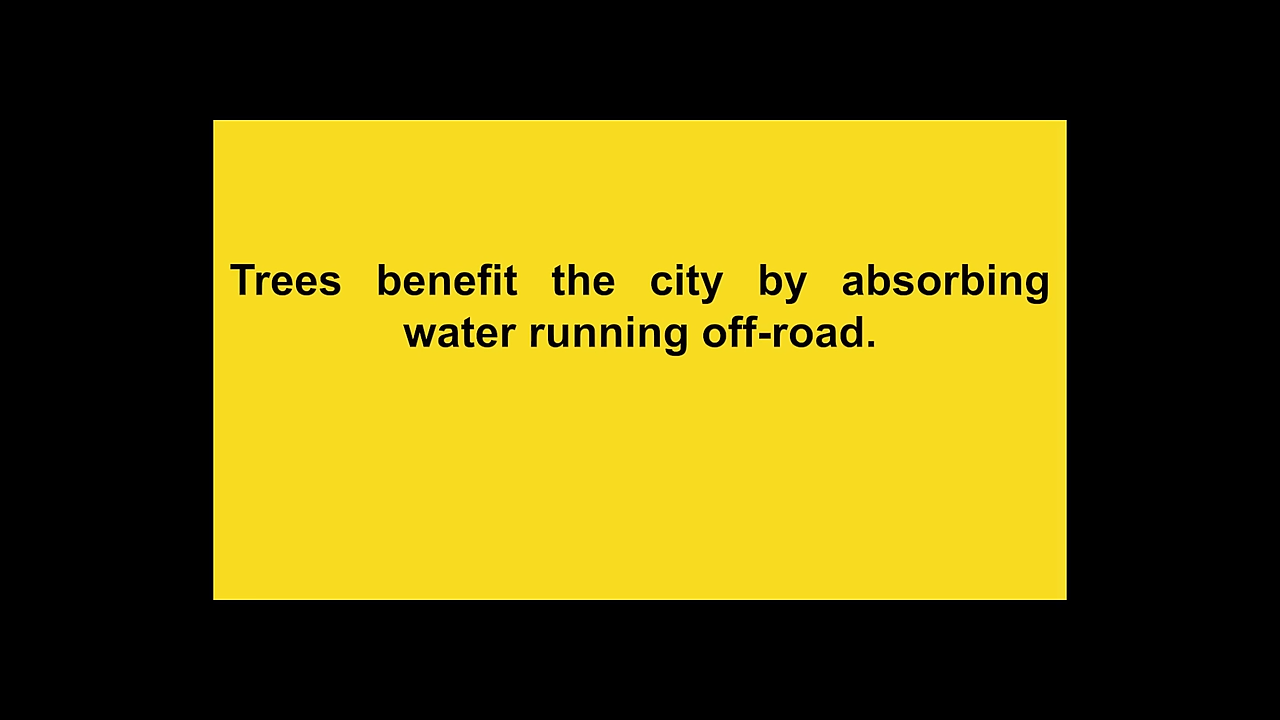 Trees benefit the city by absorbing
water running off-road.